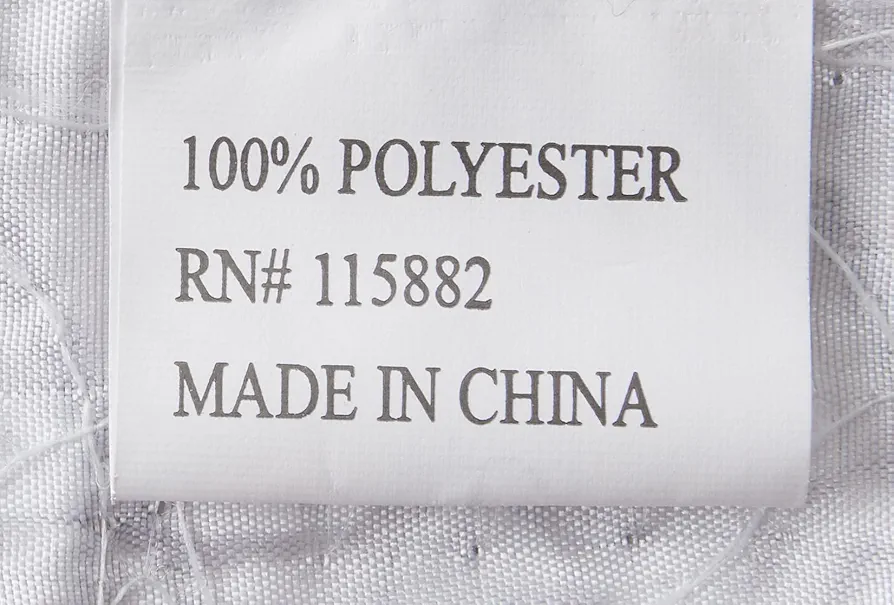 100% POLYESTER
RN# 115882
MADE IN CHINA